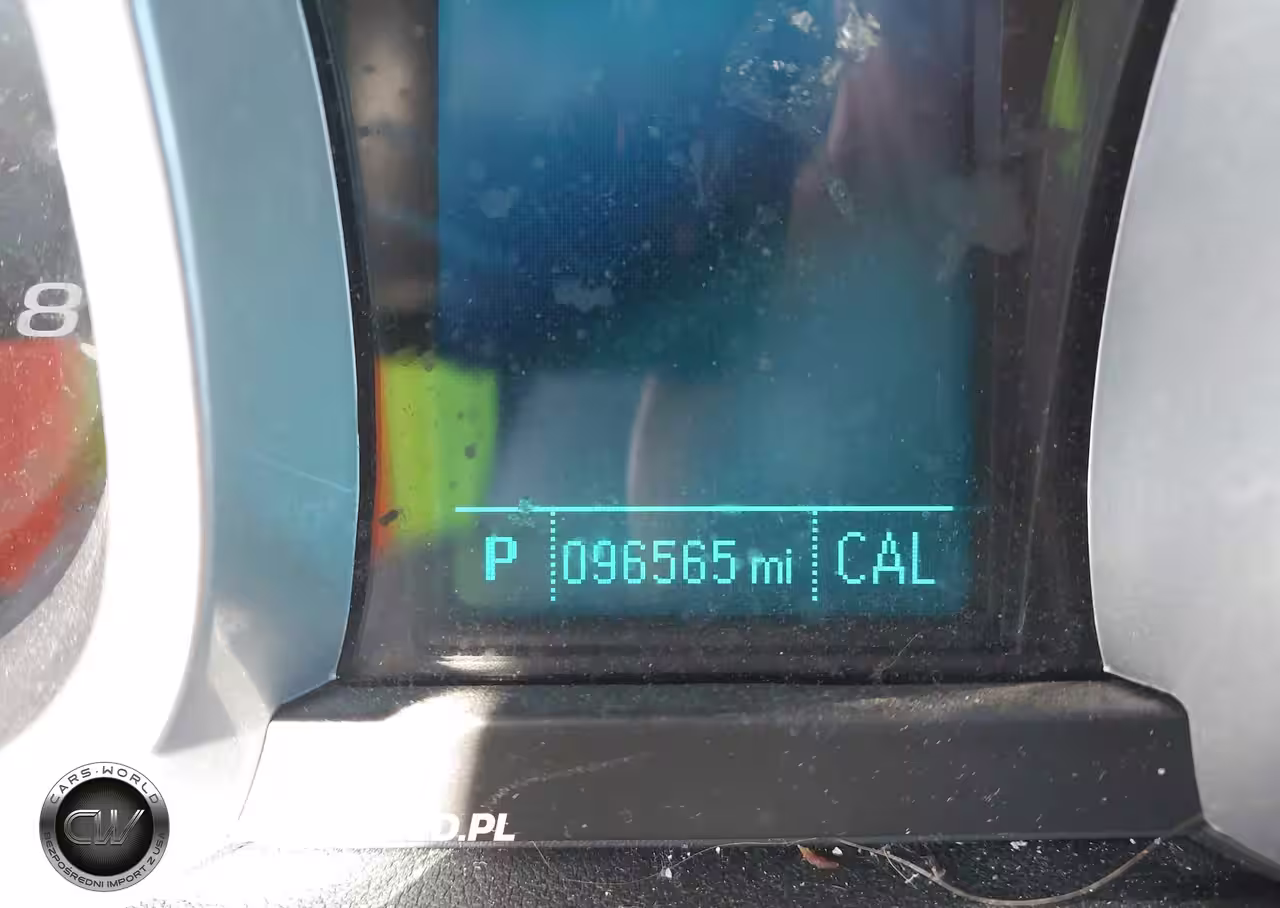 8
P 096565 mi CAL
CARS·WORLD
CW
BEZPOŚREDNI IMPORT Z USA
D.PL